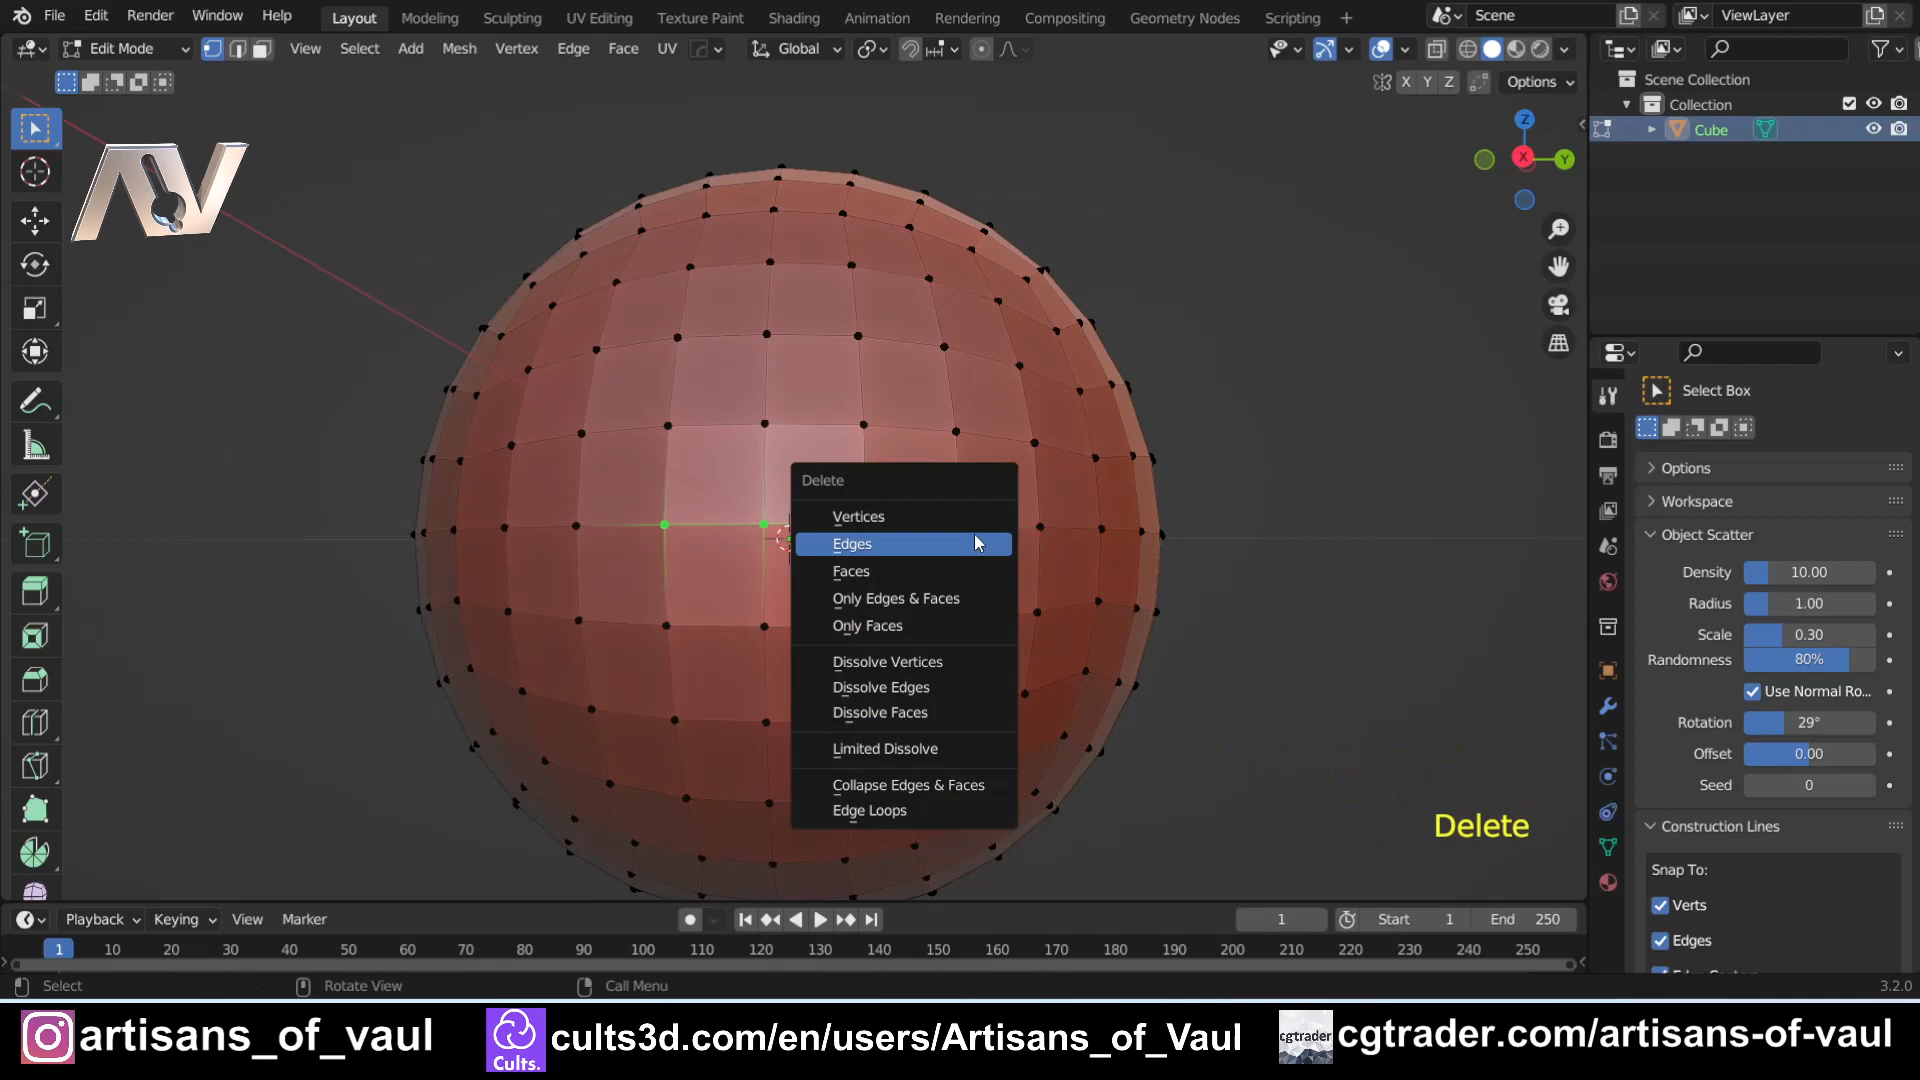 File Edit Render Window Help Layout Modeling Sculpting UV Editing Texture Paint Shading Animation Rendering Compositing Geometry Nodes Scripting + Scene ViewLayer
Edit Mode View Select Add Mesh Vertex Edge Face UV Global
X Y Z Options
Scene Collection
Collection
Cube
Z
X Y
AV
Select Box
Options
Workspace
Object Scatter
Density 10.00
Radius 1.00
Scale 0.30
Randomness 80%
Use Normal Ro...
Rotation 29°
Offset 0.00
Seed 0
Construction Lines
Snap To:
Verts
Edges
Delete
Vertices
Edges
Faces
Only Edges & Faces
Only Faces
Dissolve Vertices
Dissolve Edges
Dissolve Faces
Limited Dissolve
Collapse Edges & Faces
Edge Loops
Delete
Playback Keying View Marker 1 Start 1 End 250
1 10 20 30 40 50 60 70 80 90 100 110 120 130 140 150 160 170 180 190 200 210 220 230 240 250
Select Rotate View Call Menu 3.2.0
artisans_of_vaul Cults. cults3d.com/en/users/Artisans_of_Vaul cgtrader cgtrader.com/artisans-of-vaul